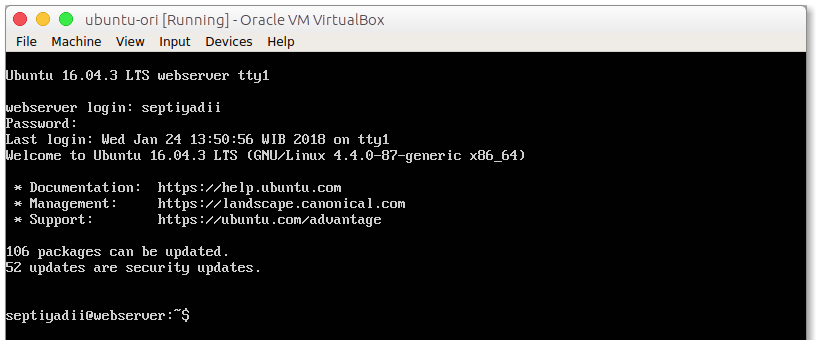 ubuntu-ori [Running] - Oracle VM VirtualBox
File Machine View Input Devices Help
Ubuntu 16.04.3 LTS webserver tty1
webserver login: septiyadii
Password:
Last login: Wed Jan 24 13:50:56 WIB 2018 on tty1
Welcome to Ubuntu 16.04.3 LTS (GNU/Linux 4.4.0-87-generic x86_64)
* Documentation:  https://help.ubuntu.com
* Management:     https://landscape.canonical.com
* Support:        https://ubuntu.com/advantage
106 packages can be updated.
52 updates are security updates.
septiyadii@webserver:~$